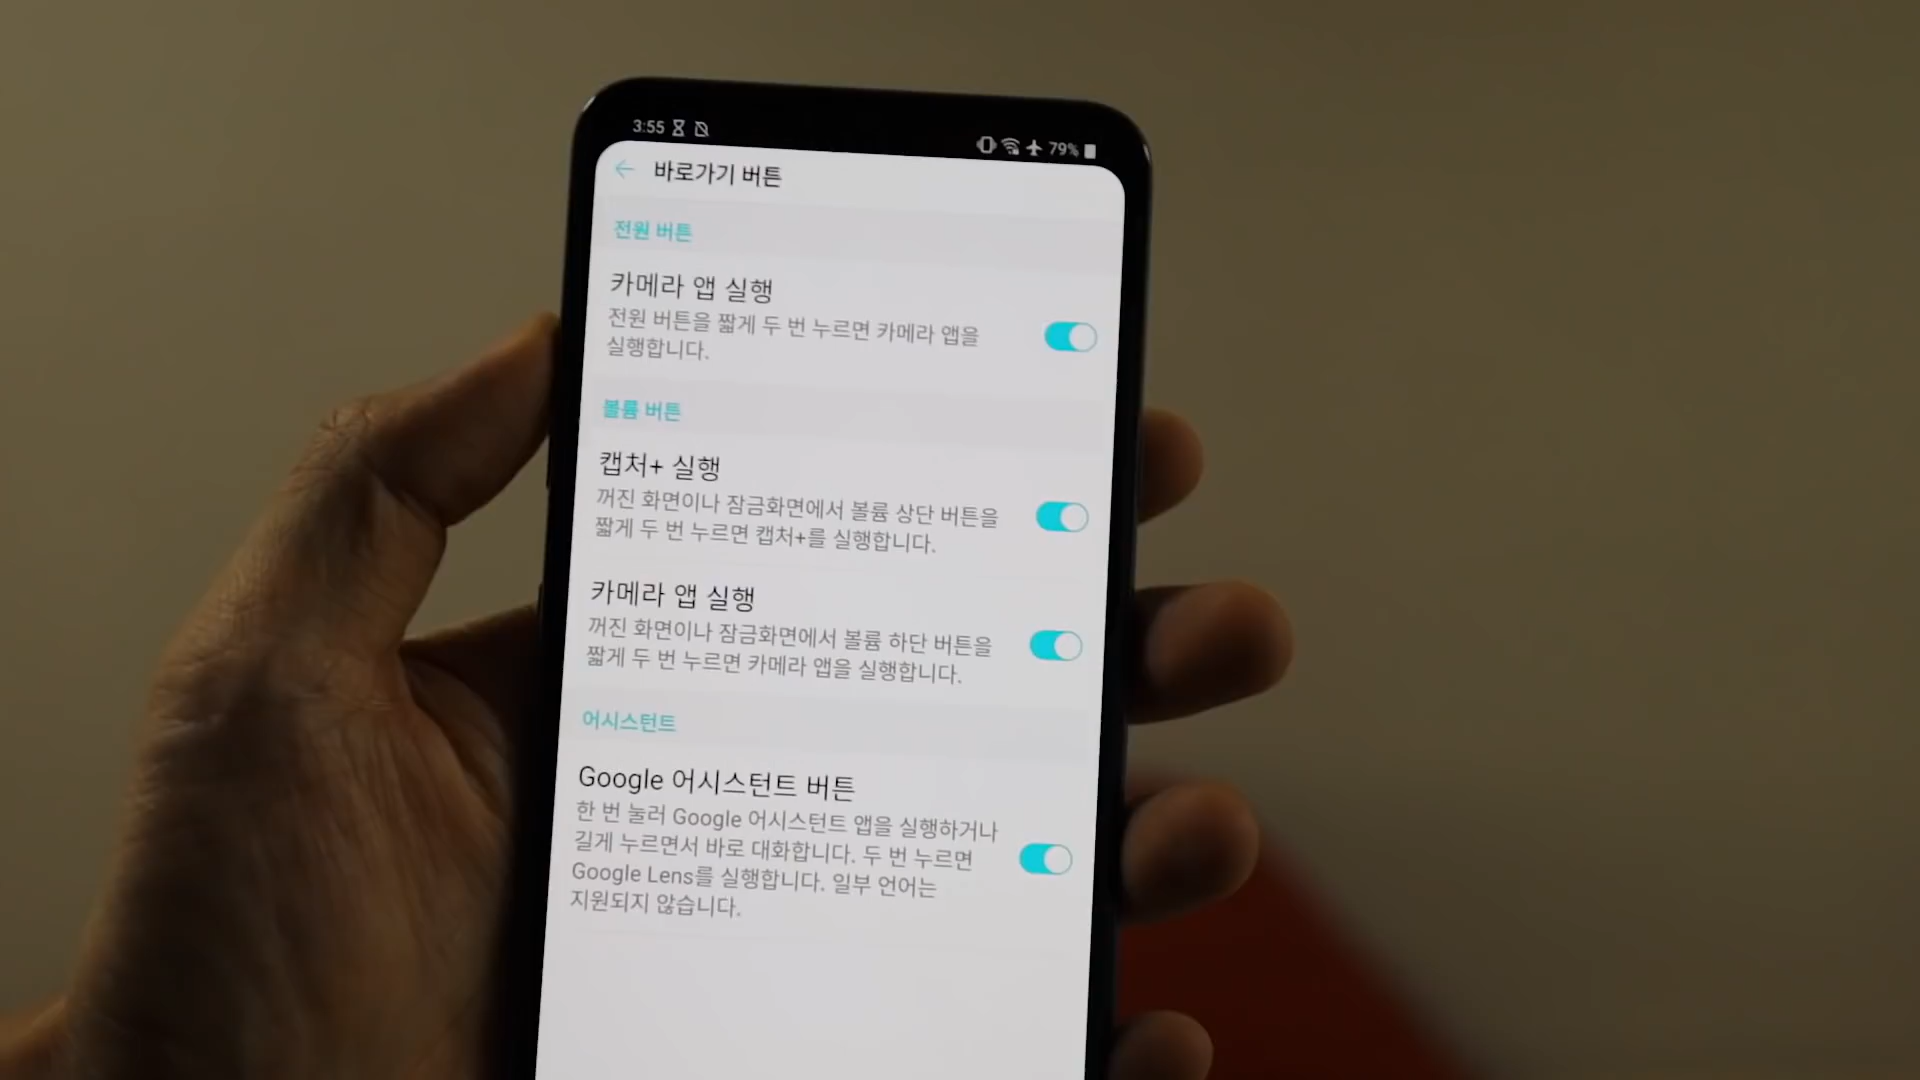 3:55
79%
바로가기 버튼
전원 버튼
카메라 앱 실행
전원 버튼을 짧게 두 번 누르면 카메라 앱을
실행합니다.
볼륨 버튼
캡처+ 실행
꺼진 화면이나 잠금화면에서 볼륨 상단 버튼을
짧게 두 번 누르면 캡처+를 실행합니다.
카메라 앱 실행
꺼진 화면이나 잠금화면에서 볼륨 하단 버튼을
짧게 두 번 누르면 카메라 앱을 실행합니다.
어시스턴트
Google 어시스턴트 버튼
한 번 눌러 Google 어시스턴트 앱을 실행하거나
길게 누르면서 바로 대화합니다. 두 번 누르면
Google Lens를 실행합니다. 일부 언어는
지원되지 않습니다.